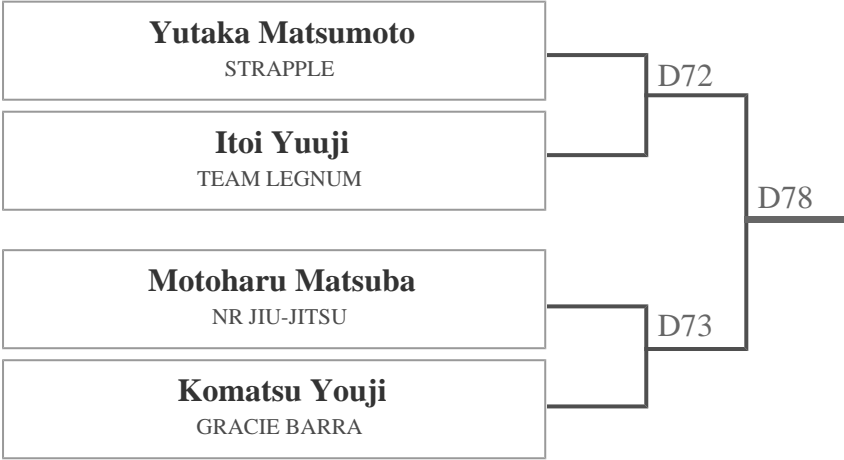 Yutaka Matsumoto
STRAPPLE
D72
Itoi Yuuji
TEAM LEGNUM
D78
Motoharu Matsuba
NR JIU-JITSU
D73
Komatsu Youji
GRACIE BARRA